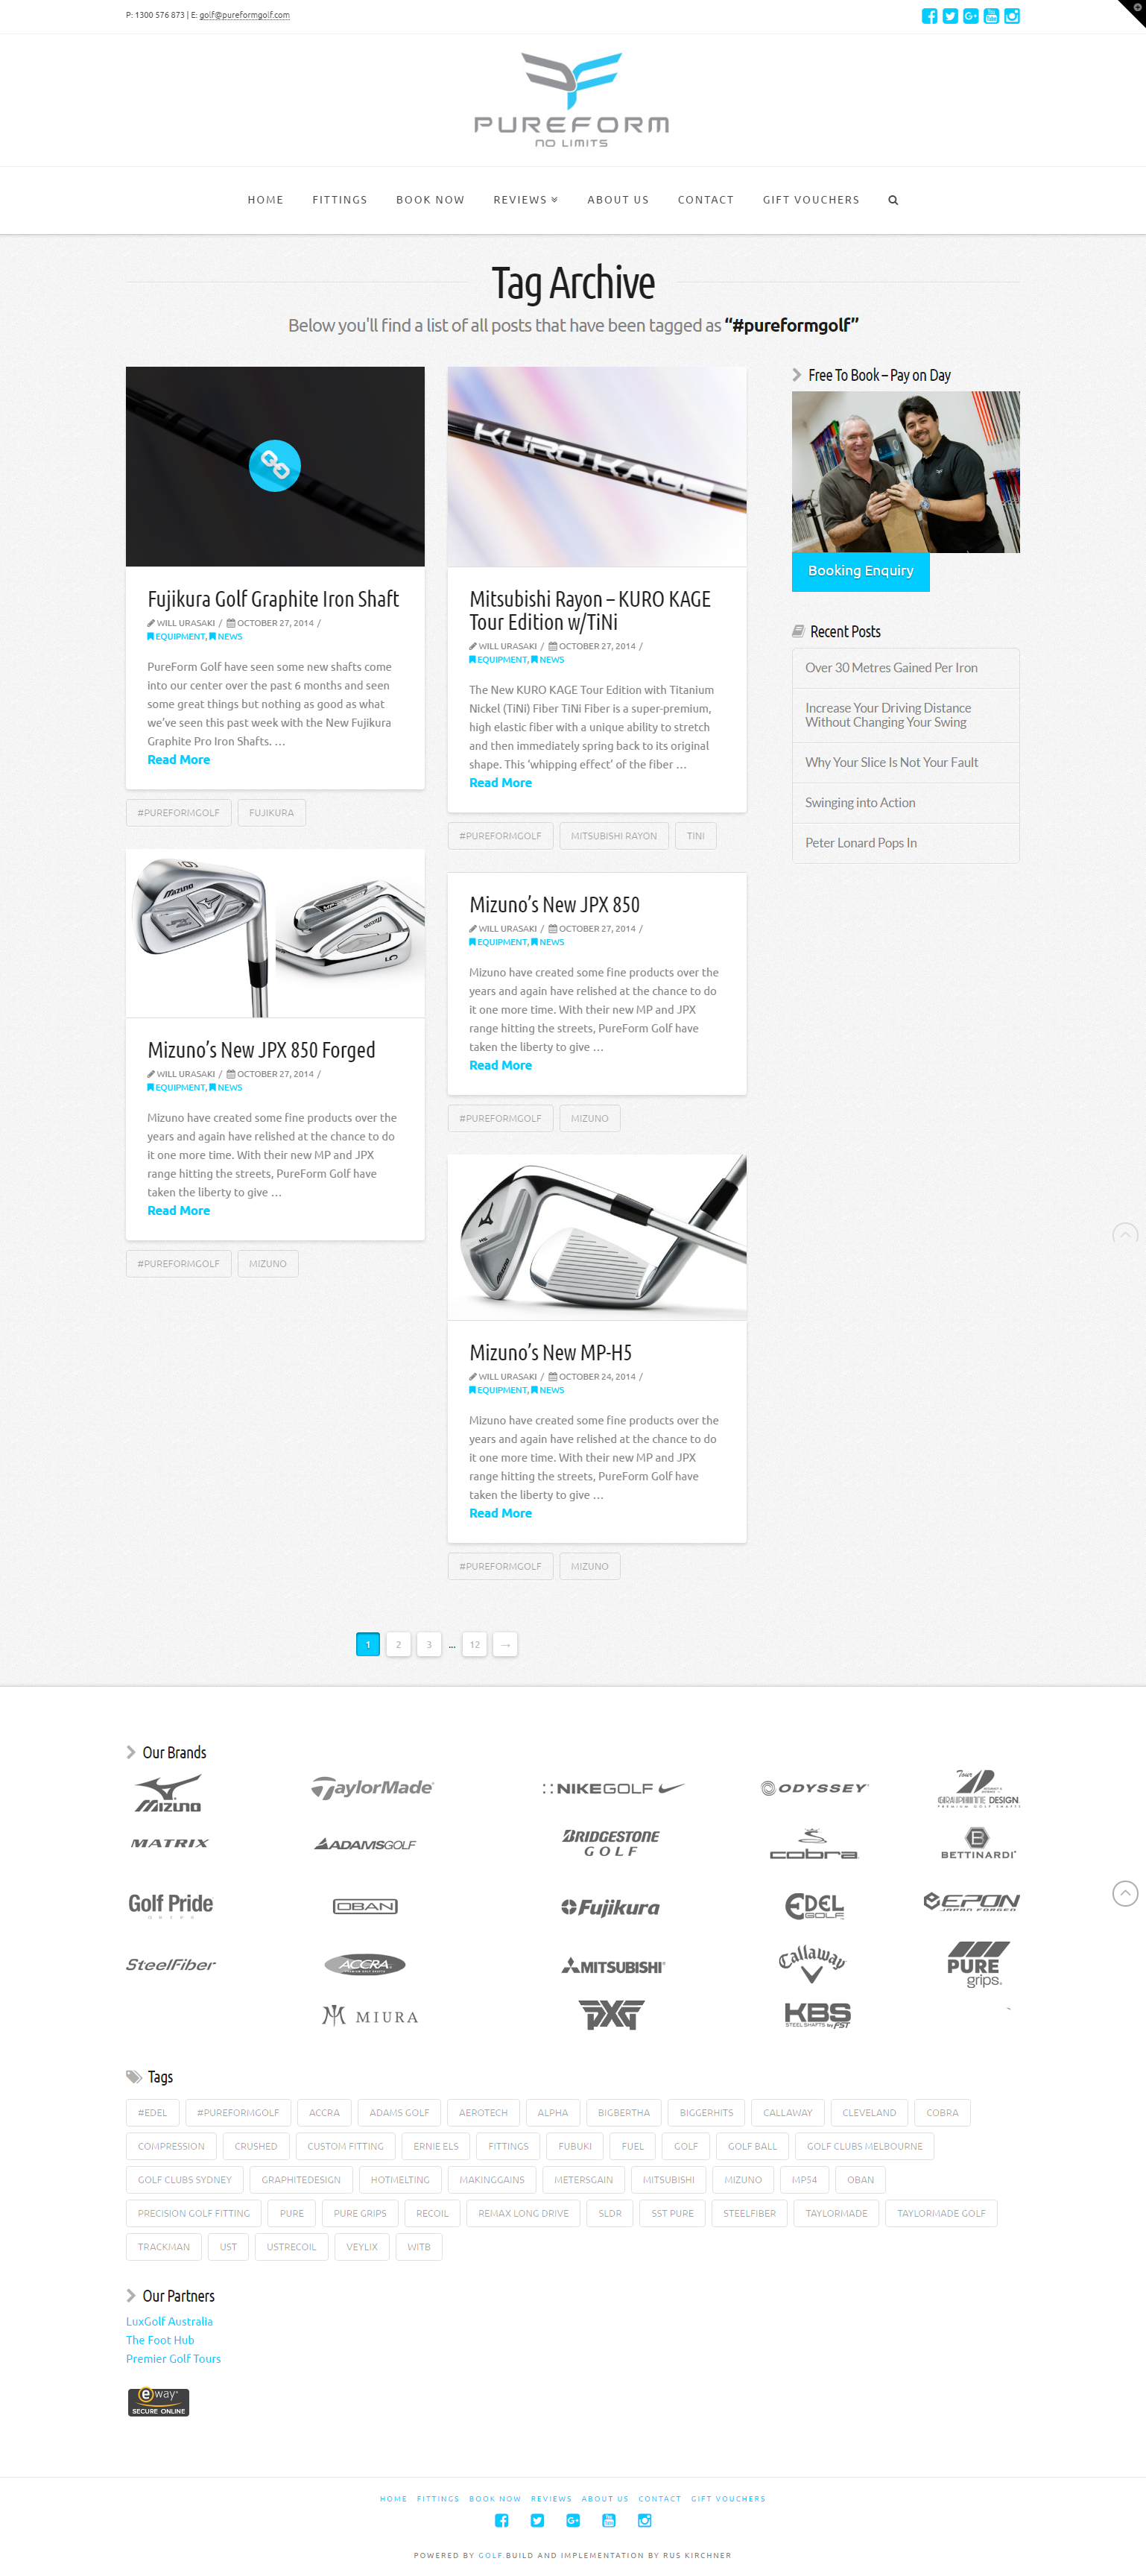 P: 1300 576 873 | E: golf@pureformgolf.com
PUREFORM
NO LIMITS
HOME FITTINGS BOOK NOW REVIEWS ABOUT US CONTACT GIFT VOUCHERS
Tag Archive
Below you'll find a list of all posts that have been tagged as “#pureformgolf”
Fujikura Golf Graphite Iron Shaft
WILL URASAKI / OCTOBER 27, 2014 /
EQUIPMENT, NEWS
PureForm Golf have seen some new shafts come
into our center over the past 6 months and seen
some great things but nothing as good as what
we’ve seen this past week with the New Fujikura
Graphite Pro Iron Shafts. …
Read More
#PUREFORMGOLF FUJIKURA
Mizuno’s New JPX 850 Forged
WILL URASAKI / OCTOBER 27, 2014 /
EQUIPMENT, NEWS
Mizuno have created some fine products over the
years and again have relished at the chance to do
it one more time. With their new MP and JPX
range hitting the streets, PureForm Golf have
taken the liberty to give …
Read More
#PUREFORMGOLF MIZUNO
KURO KAGE
Mitsubishi Rayon – KURO KAGE
Tour Edition w/TiNi
WILL URASAKI / OCTOBER 27, 2014 /
EQUIPMENT, NEWS
The New KURO KAGE Tour Edition with Titanium
Nickel (TiNi) Fiber TiNi Fiber is a super-premium,
high elastic fiber with a unique ability to stretch
and then immediately spring back to its original
shape. This ‘whipping effect’ of the fiber …
Read More
#PUREFORMGOLF MITSUBISHI RAYON TINI
Mizuno’s New JPX 850
WILL URASAKI / OCTOBER 27, 2014 /
EQUIPMENT, NEWS
Mizuno have created some fine products over the
years and again have relished at the chance to do
it one more time. With their new MP and JPX
range hitting the streets, PureForm Golf have
taken the liberty to give …
Read More
#PUREFORMGOLF MIZUNO
Mizuno’s New MP-H5
WILL URASAKI / OCTOBER 24, 2014 /
EQUIPMENT, NEWS
Mizuno have created some fine products over the
years and again have relished at the chance to do
it one more time. With their new MP and JPX
range hitting the streets, PureForm Golf have
taken the liberty to give …
Read More
#PUREFORMGOLF MIZUNO
Free To Book – Pay on Day
Booking Enquiry
Recent Posts
Over 30 Metres Gained Per Iron
Increase Your Driving Distance
Without Changing Your Swing
Why Your Slice Is Not Your Fault
Swinging into Action
Peter Lonard Pops In
1 2 3 ... 12 →
Our Brands
MIZUNO TaylorMade NIKEGOLF ODYSSEY Tour GRAPHITE DESIGN
MATRIX ADAMSGOLF BRIDGESTONE GOLF cobra BETTINARDI
Golf Pride OBAN Fujikura EDEL GOLF EPON JAPAN FORGED
SteelFiber ACCRA MITSUBISHI Callaway PURE grips.
MIURA PXG KBS STEEL SHAFTS by FST
Tags
#EDEL #PUREFORMGOLF ACCRA ADAMS GOLF AEROTECH ALPHA BIGBERTHA BIGGERHITS CALLAWAY CLEVELAND COBRA
COMPRESSION CRUSHED CUSTOM FITTING ERNIE ELS FITTINGS FUBUKI FUEL GOLF GOLF BALL GOLF CLUBS MELBOURNE
GOLF CLUBS SYDNEY GRAPHITEDESIGN HOTMELTING MAKINGGAINS METERSGAIN MITSUBISHI MIZUNO MP54 OBAN
PRECISION GOLF FITTING PURE PURE GRIPS RECOIL REMAX LONG DRIVE SLDR SST PURE STEELFIBER TAYLORMADE TAYLORMADE GOLF
TRACKMAN UST USTRECOIL VEYLIX WITB
Our Partners
LuxGolf Australia
The Foot Hub
Premier Golf Tours
eway
SECURE ONLINE
HOME FITTINGS BOOK NOW REVIEWS ABOUT US CONTACT GIFT VOUCHERS
POWERED BY GOLF.BUILD AND IMPLEMENTATION BY RUS KIRCHNER